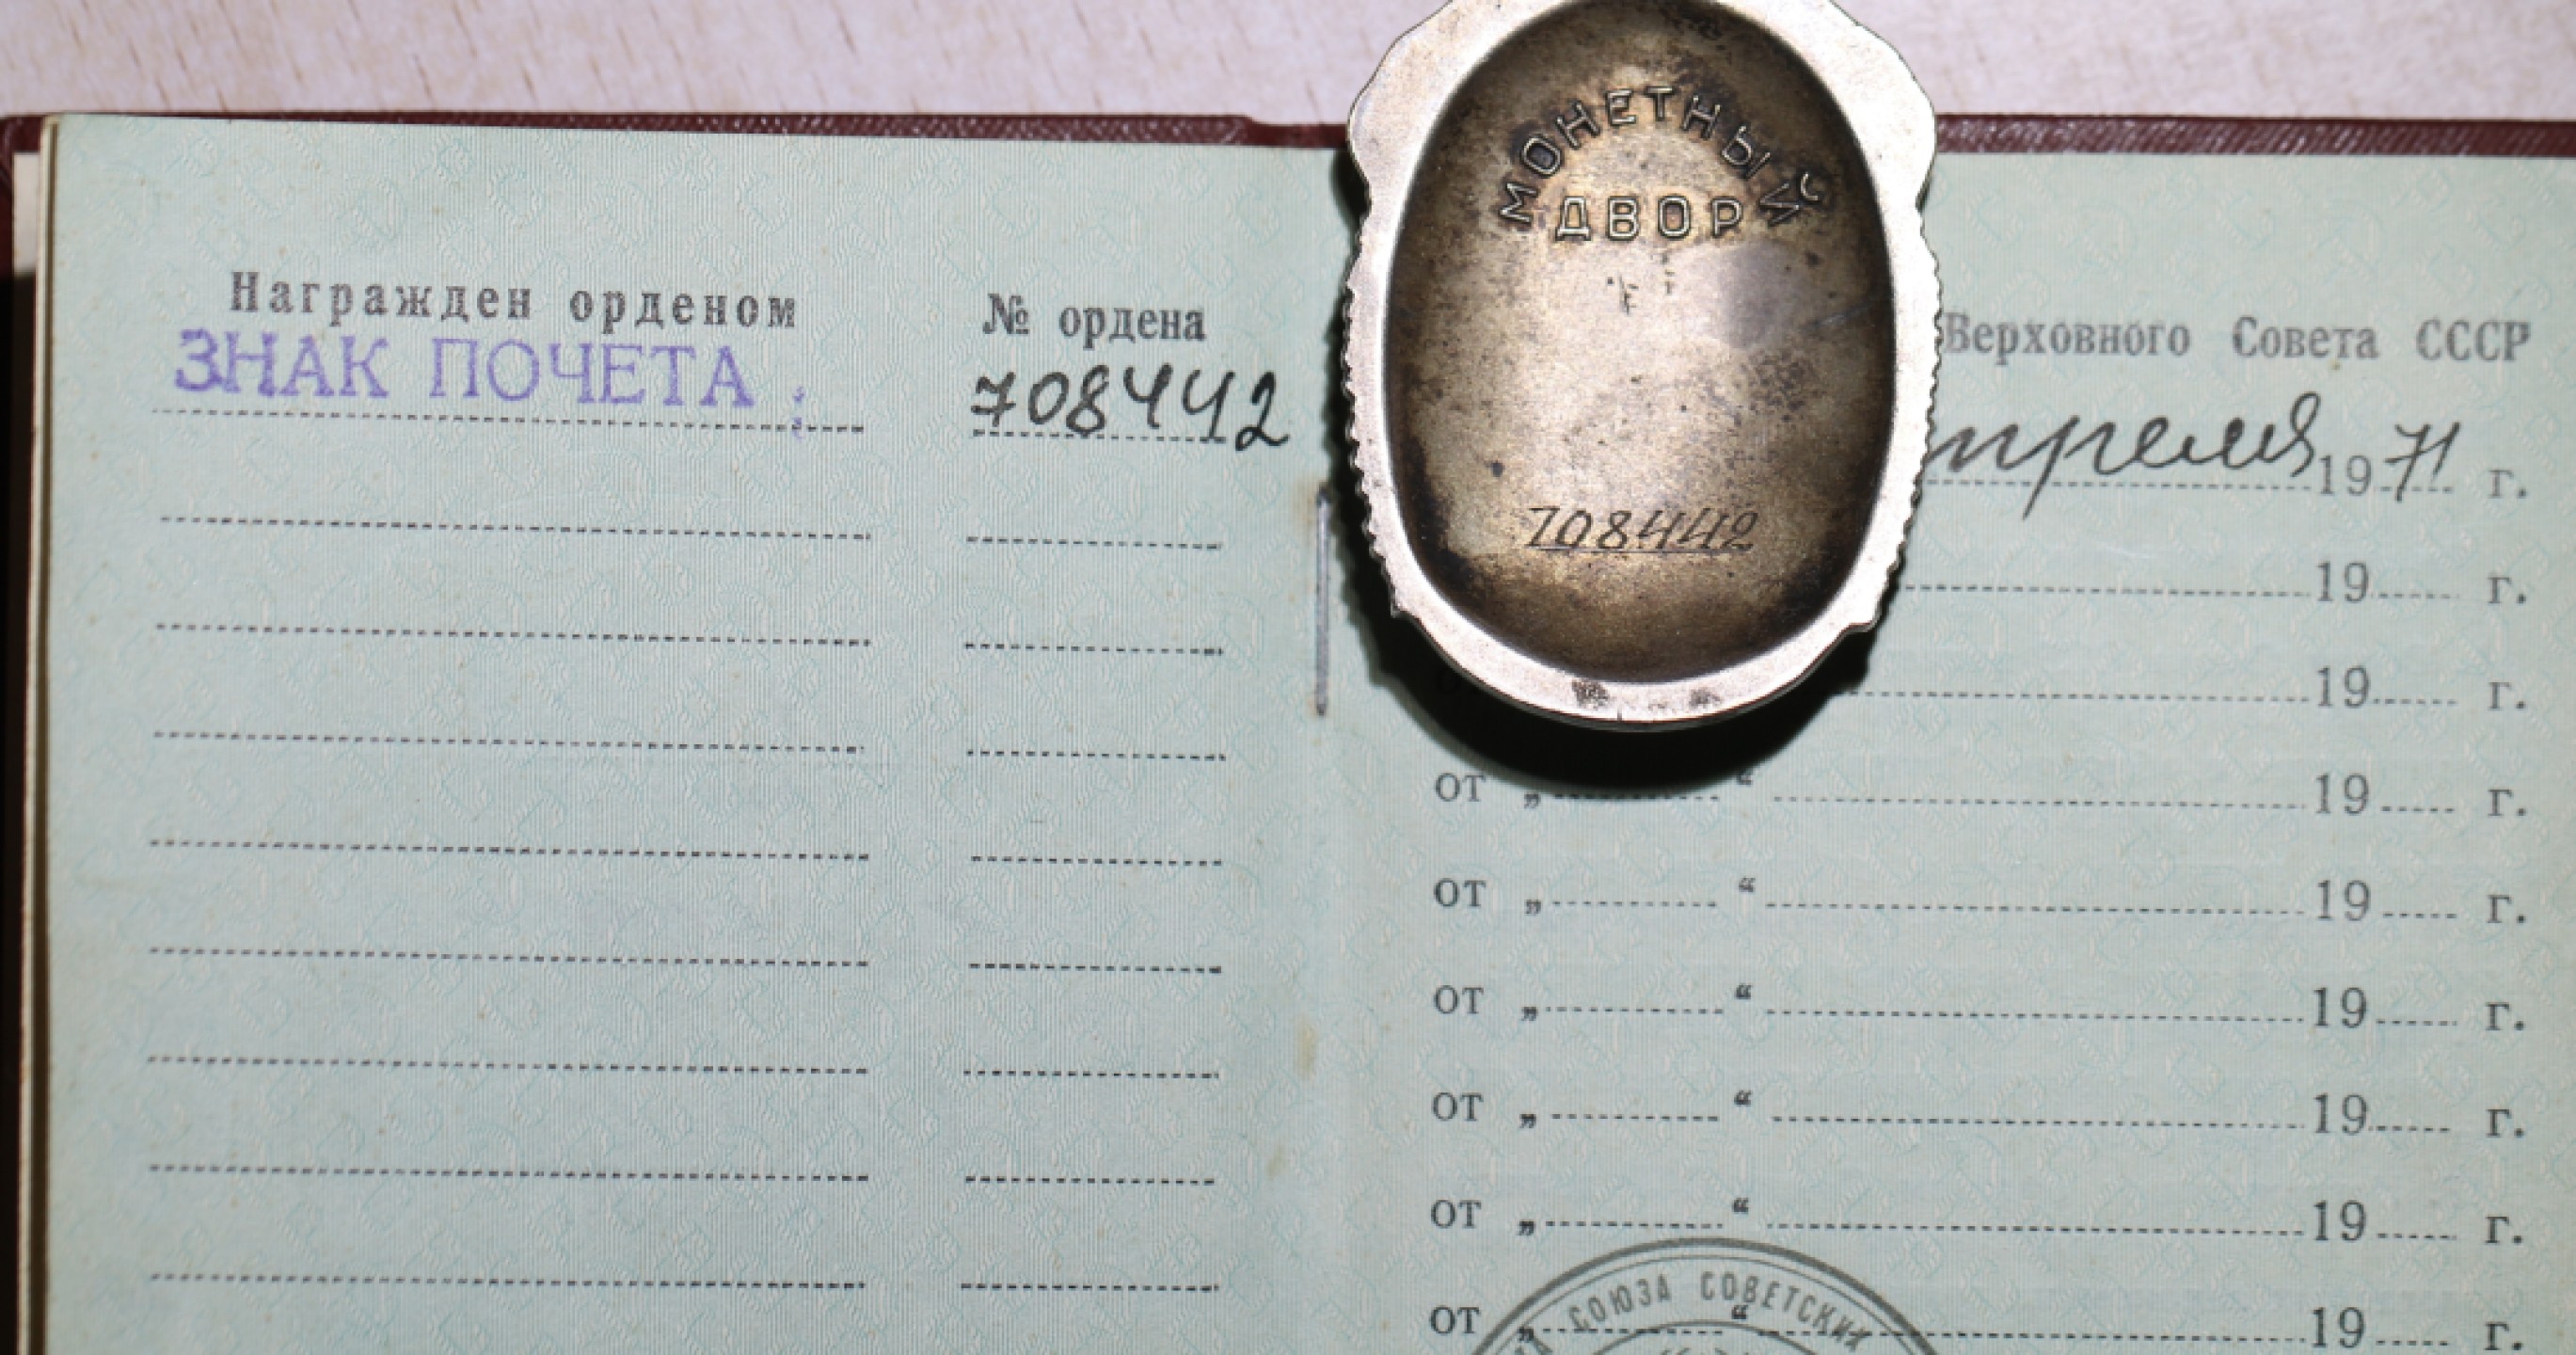 МОНЕТНЫЙ
ДВОР
708442
Награжден орденом
ЗНАК ПОЧЕТА
№ ордена
708442
Верховного Совета СССР
19 71 г.
19 г.
19 г.
от „ “ 19 г.
от „ “ 19 г.
от „ “ 19 г.
от „ “ 19 г.
от „ “ 19 г.
от „ “ 19 г.
СОЮЗА СОВЕТСКИХ